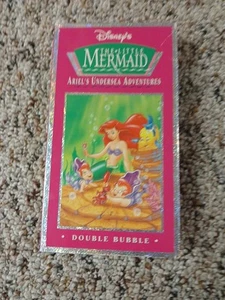 Disney's
THE LITTLE
MERMAID
ARIEL'S UNDERSEA ADVENTURES
· DOUBLE BUBBLE ·